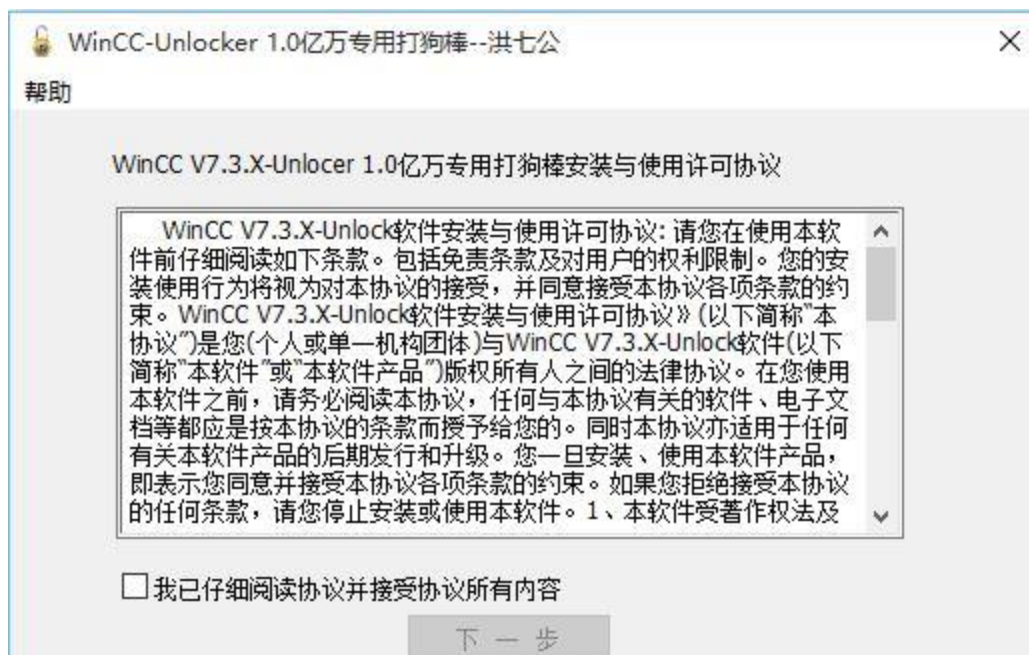 WinCC-Unlocker 1.0亿万专用打狗棒--洪七公
帮助
WinCC V7.3.X-Unlocer 1.0亿万专用打狗棒安装与使用许可协议
WinCC V7.3.X-Unlock软件安装与使用许可协议: 请您在使用本软
件前仔细阅读如下条款。包括免责条款及对用户的权利限制。您的安
装使用行为将视为对本协议的接受，并同意接受本协议各项条款的约
束。WinCC V7.3.X-Unlock软件安装与使用许可协议》(以下简称"本
协议")是您(个人或单一机构团体)与WinCC V7.3.X-Unlock软件(以下
简称"本软件"或"本软件产品")版权所有人之间的法律协议。在您使用
本软件之前，请务必阅读本协议，任何与本协议有关的软件、电子文
档等都应是按本协议的条款而授予给您的。同时本协议亦适用于任何
有关本软件产品的后期发行和升级。您一旦安装、使用本软件产品，
即表示您同意并接受本协议各项条款的约束。如果您拒绝接受本协议
的任何条款，请您停止安装或使用本软件。1、本软件受著作权法及
我已仔细阅读协议并接受协议所有内容
下一步